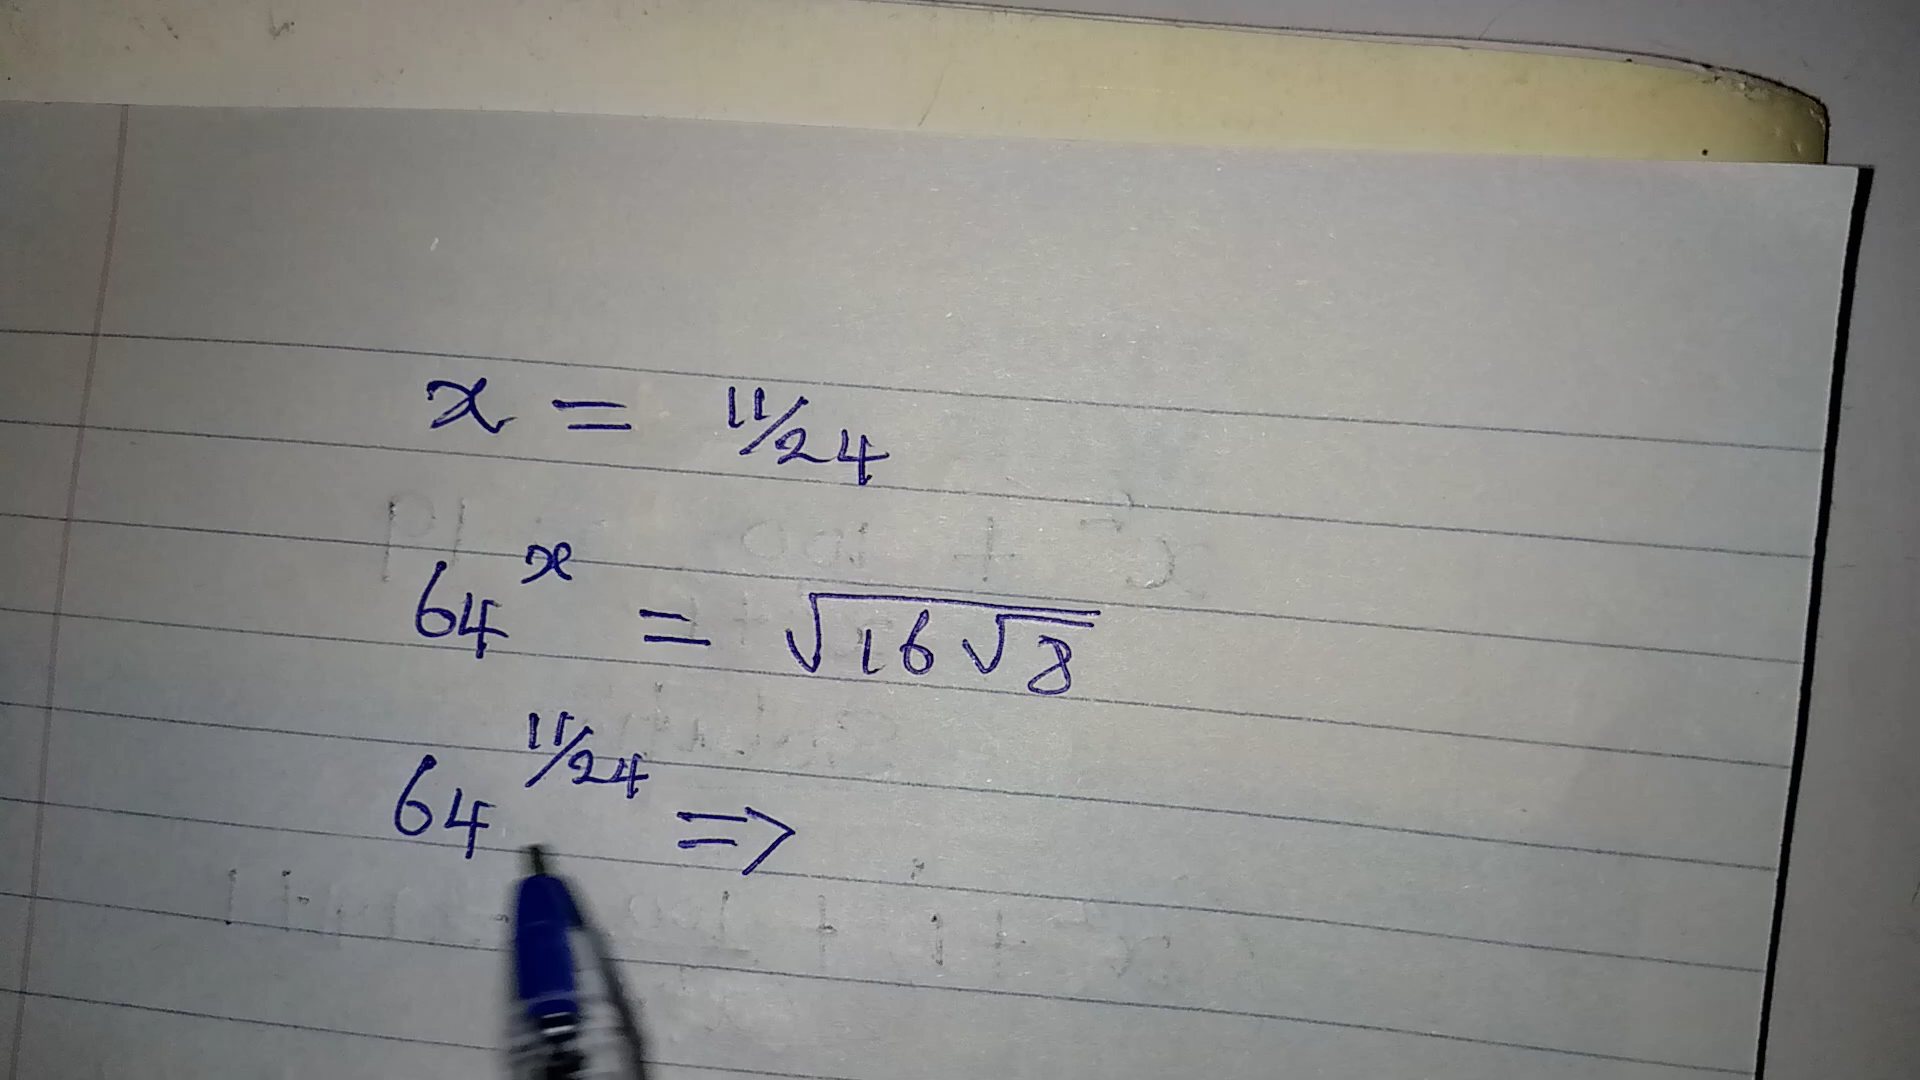 x = 11/24
64^x = √(16√8)
64^11/24 ⇒